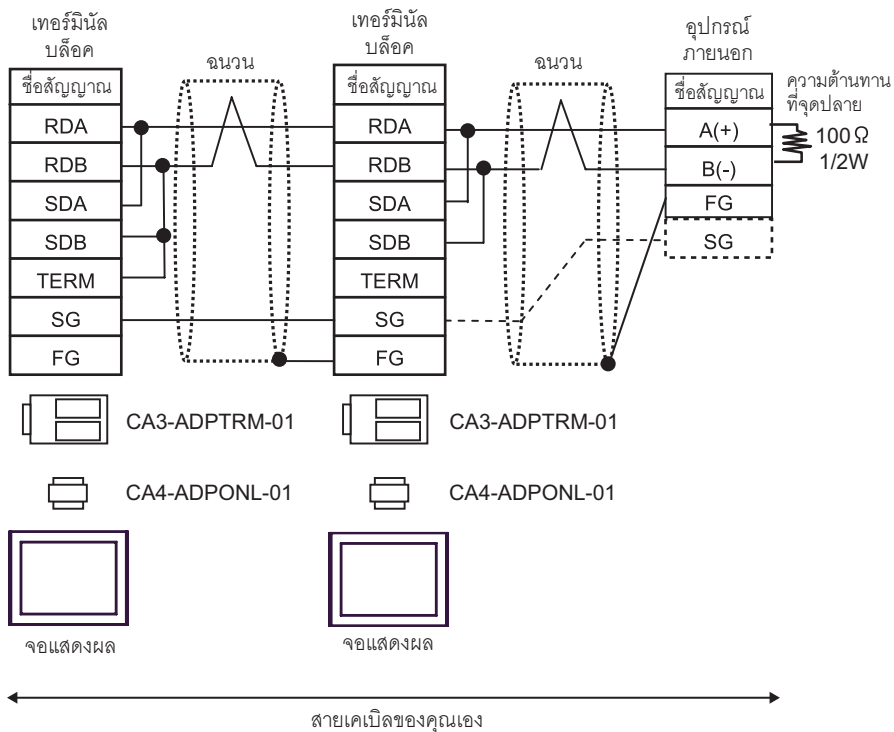 เทอร์มินัล
บล็อค
ชื่อสัญญาณ
RDA
RDB
SDA
SDB
TERM
SG
FG
ฉนวน
เทอร์มินัล
บล็อค
ชื่อสัญญาณ
RDA
RDB
SDA
SDB
TERM
SG
FG
ฉนวน
อุปกรณ์
ภายนอก
ชื่อสัญญาณ
A(+)
B(-)
FG
SG
ความต้านทาน
ที่จุดปลาย
100Ω
1/2W
CA3-ADPTRM-01
CA3-ADPTRM-01
CA4-ADPONL-01
CA4-ADPONL-01
จอแสดงผล
จอแสดงผล
สายเคเบิลของคุณเอง